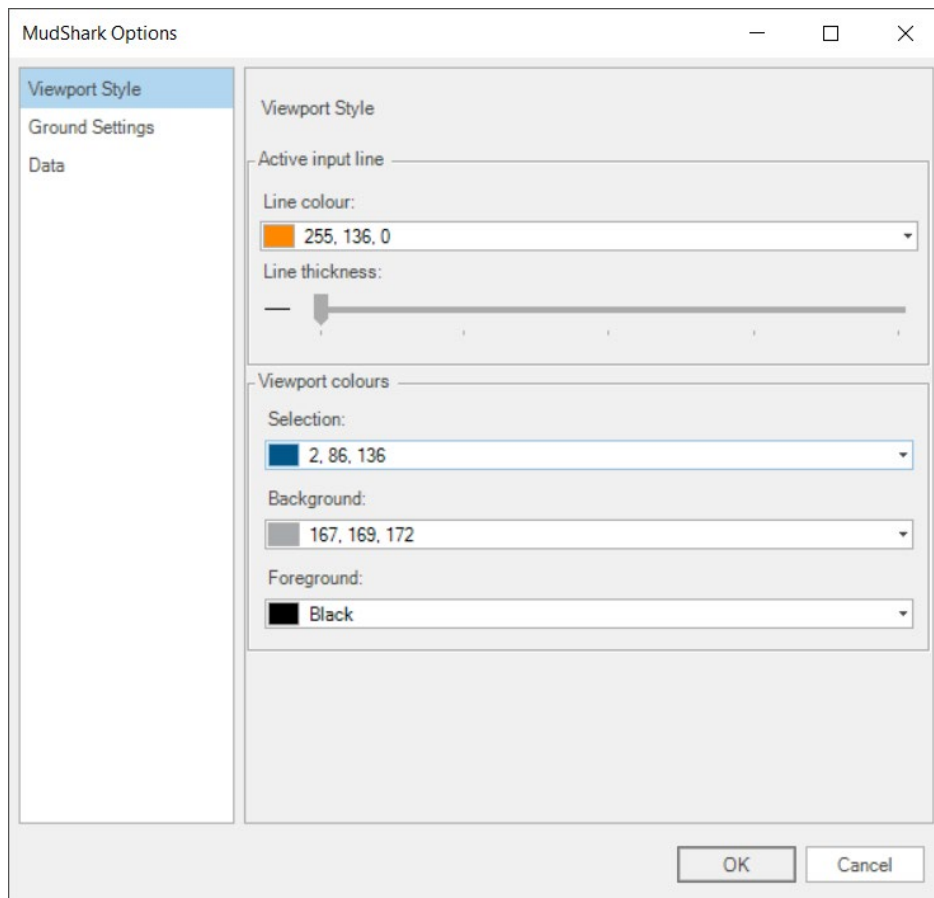 MudShark Options
Viewport Style
Ground Settings
Data
Viewport Style
Active input line
Line colour:
255, 136, 0
Line thickness:
Viewport colours
Selection:
2, 86, 136
Background:
167, 169, 172
Foreground:
Black
OK
Cancel